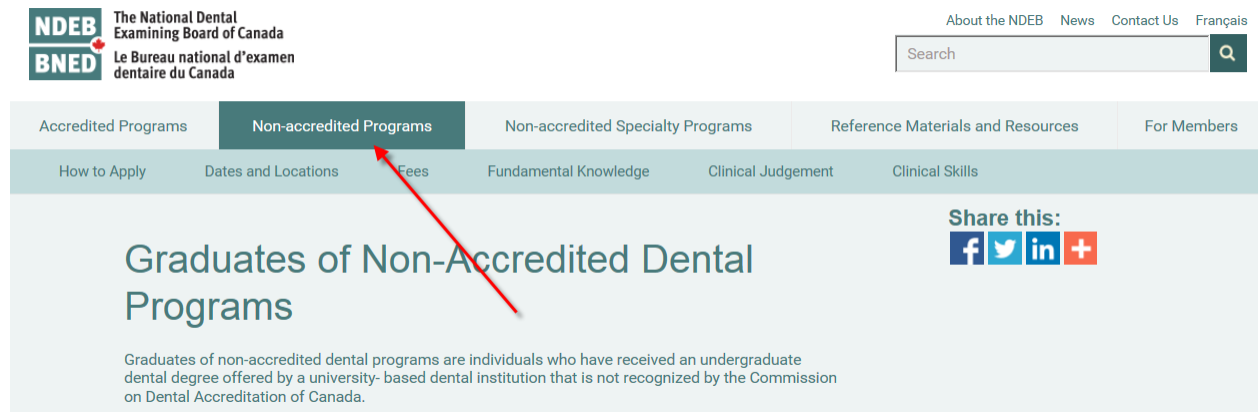 NDEB
BNED
The National Dental
Examining Board of Canada
Le Bureau national d'examen
dentaire du Canada
About the NDEB News Contact Us Français
Search
Accredited Programs Non-accredited Programs Non-accredited Specialty Programs Reference Materials and Resources For Members
How to Apply Dates and Locations Fees Fundamental Knowledge Clinical Judgement Clinical Skills
Share this:
Graduates of Non-Accredited Dental
Programs
Graduates of non-accredited dental programs are individuals who have received an undergraduate
dental degree offered by a university- based dental institution that is not recognized by the Commission
on Dental Accreditation of Canada.